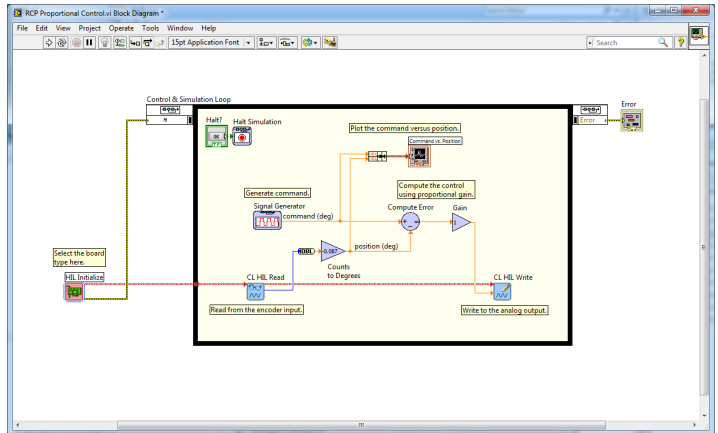 RCP Proportional Control.vi Block Diagram *
File Edit View Project Operate Tools Window Help
15pt Application Font
Search
Control & Simulation Loop
Error
Error
N
Halt?
Halt Simulation
OK
Plot the command versus position.
Command vs. Position
Generate command.
Compute the control
using proportional gain.
Signal Generator
Compute Error
Gain
command (deg)
1
position (deg)
DBL
-0.087
Select the board
type here.
Counts
to Degrees
HIL Initialize
CL HIL Read
CL HIL Write
Read from the encoder input.
Write to the analog output.